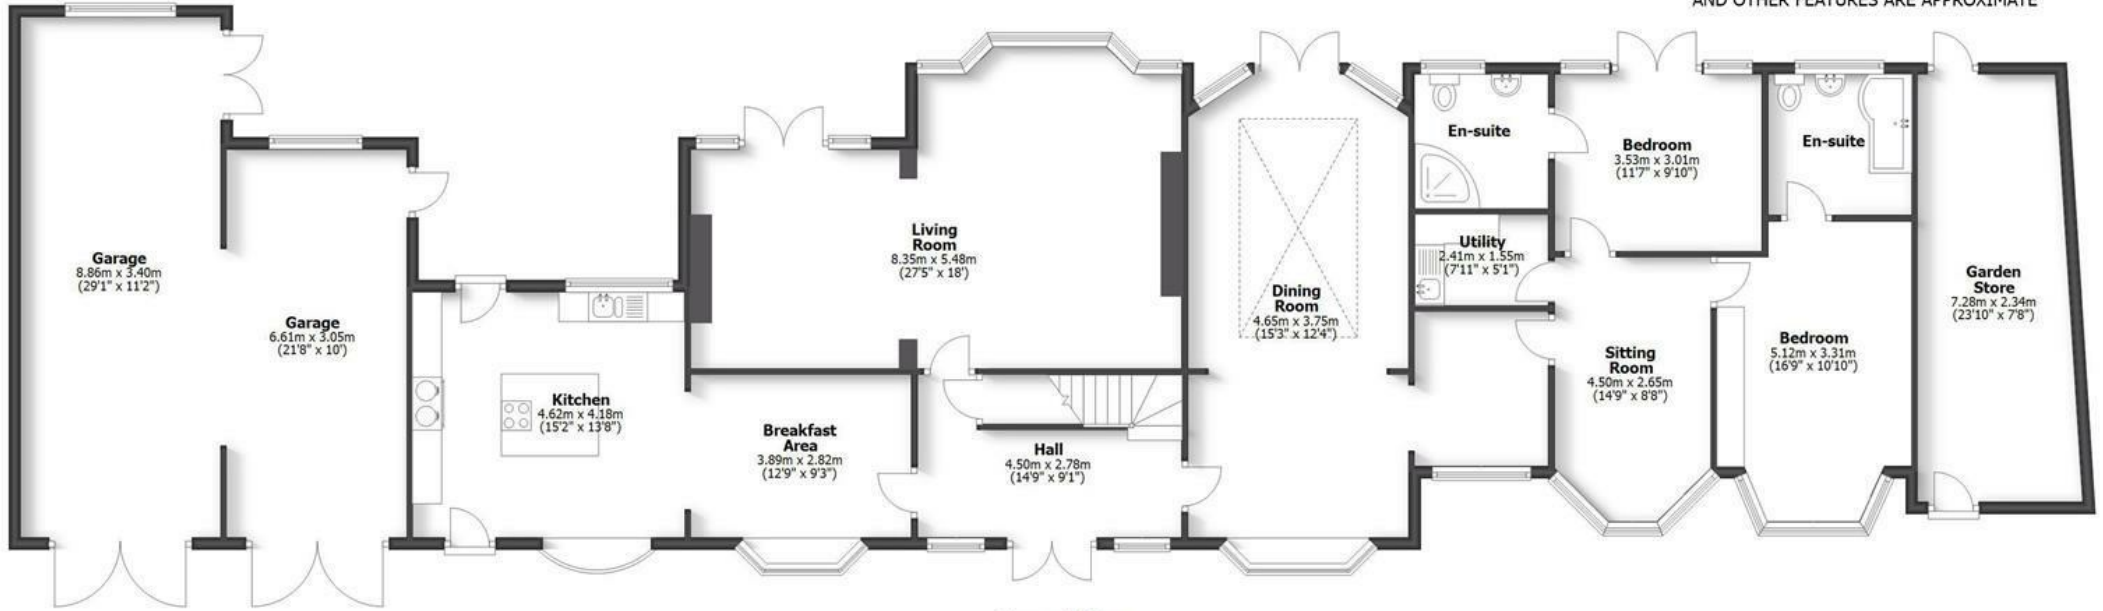 AND OTHER FEATURES ARE APPROXIMATE
Garage
8.86m x 3.40m
(29'1" x 11'2")
Garage
6.61m x 3.05m
(21'8" x 10')
Kitchen
4.62m x 4.18m
(15'2" x 13'8")
Breakfast
Area
3.89m x 2.82m
(12'9" x 9'3")
Living
Room
8.35m x 5.48m
(27'5" x 18')
Hall
4.50m x 2.78m
(14'9" x 9'1")
Dining
Room
4.65m x 3.75m
(15'3" x 12'4")
En-suite
Utility
2.41m x 1.55m
(7'11" x 5'1")
Bedroom
3.53m x 3.01m
(11'7" x 9'10")
Sitting
Room
4.50m x 2.65m
(14'9" x 8'8")
En-suite
Bedroom
5.12m x 3.31m
(16'9" x 10'10")
Garden
Store
7.28m x 2.34m
(23'10" x 7'8")